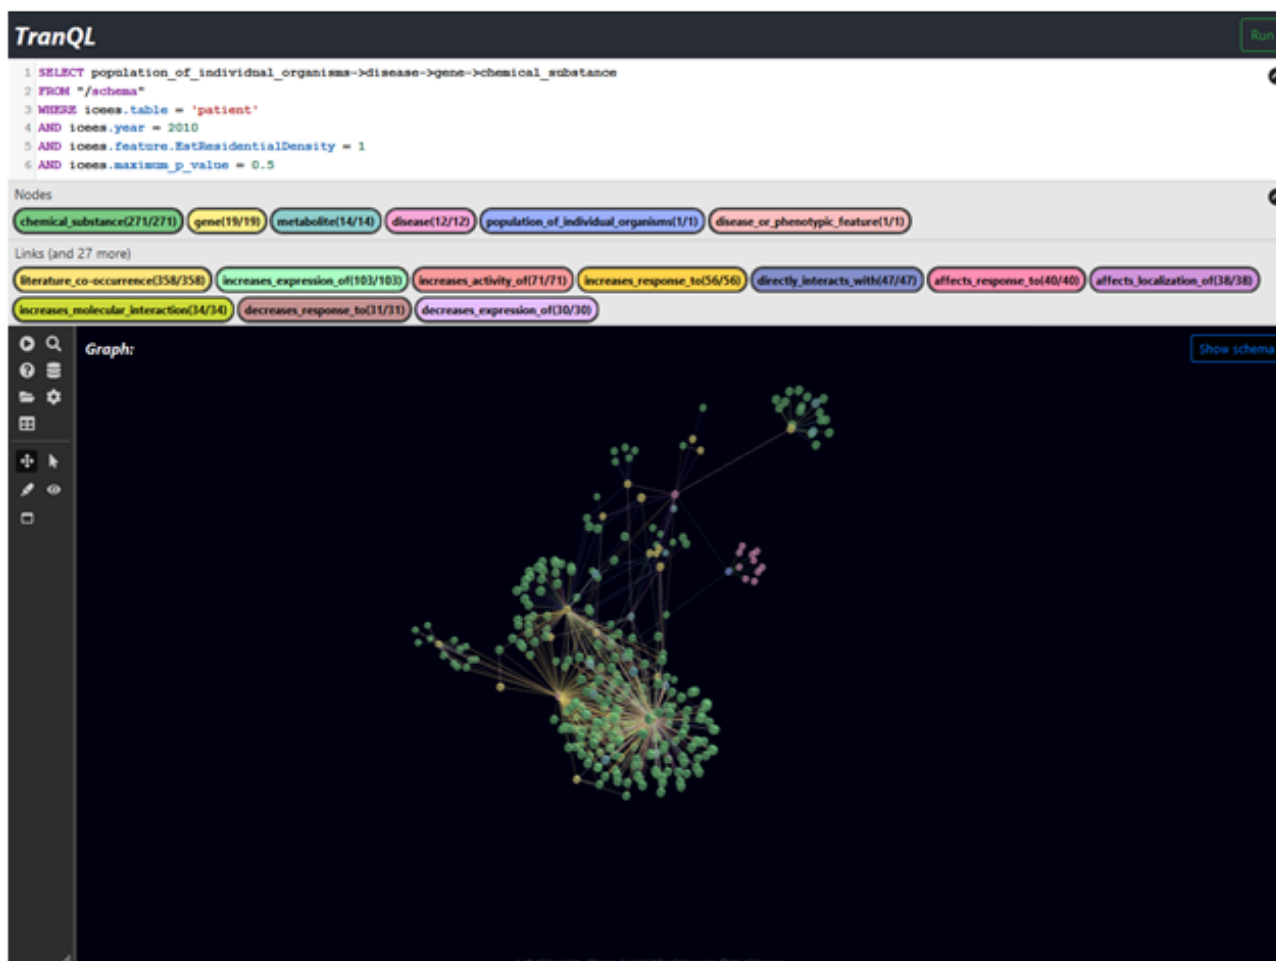 TranQL
Run
1 SELECT population_of_individual_organisms->disease->gene->chemical_substance
2 FROM "/schema"
3 WHERE icees.table = 'patient'
4 AND icees.year = 2010
5 AND icees.feature.EstResidentialDensity = 1
6 AND icees.maximum_p_value = 0.5
Nodes
chemical_substance(271/271) gene(19/19) metabolite(14/14) disease(12/12) population_of_individual_organisms(1/1) disease_or_phenotypic_feature(1/1)
Links (and 27 more)
literature_co-occurrence(358/358) increases_expression_of(103/103) increases_activity_of(71/71) increases_response_to(56/56) directly_interacts_with(47/47) affects_response_to(40/40) affects_localization_of(38/38)
increases_molecular_interaction(34/34) decreases_response_to(31/31) decreases_expression_of(30/30)
Graph:
Show schema